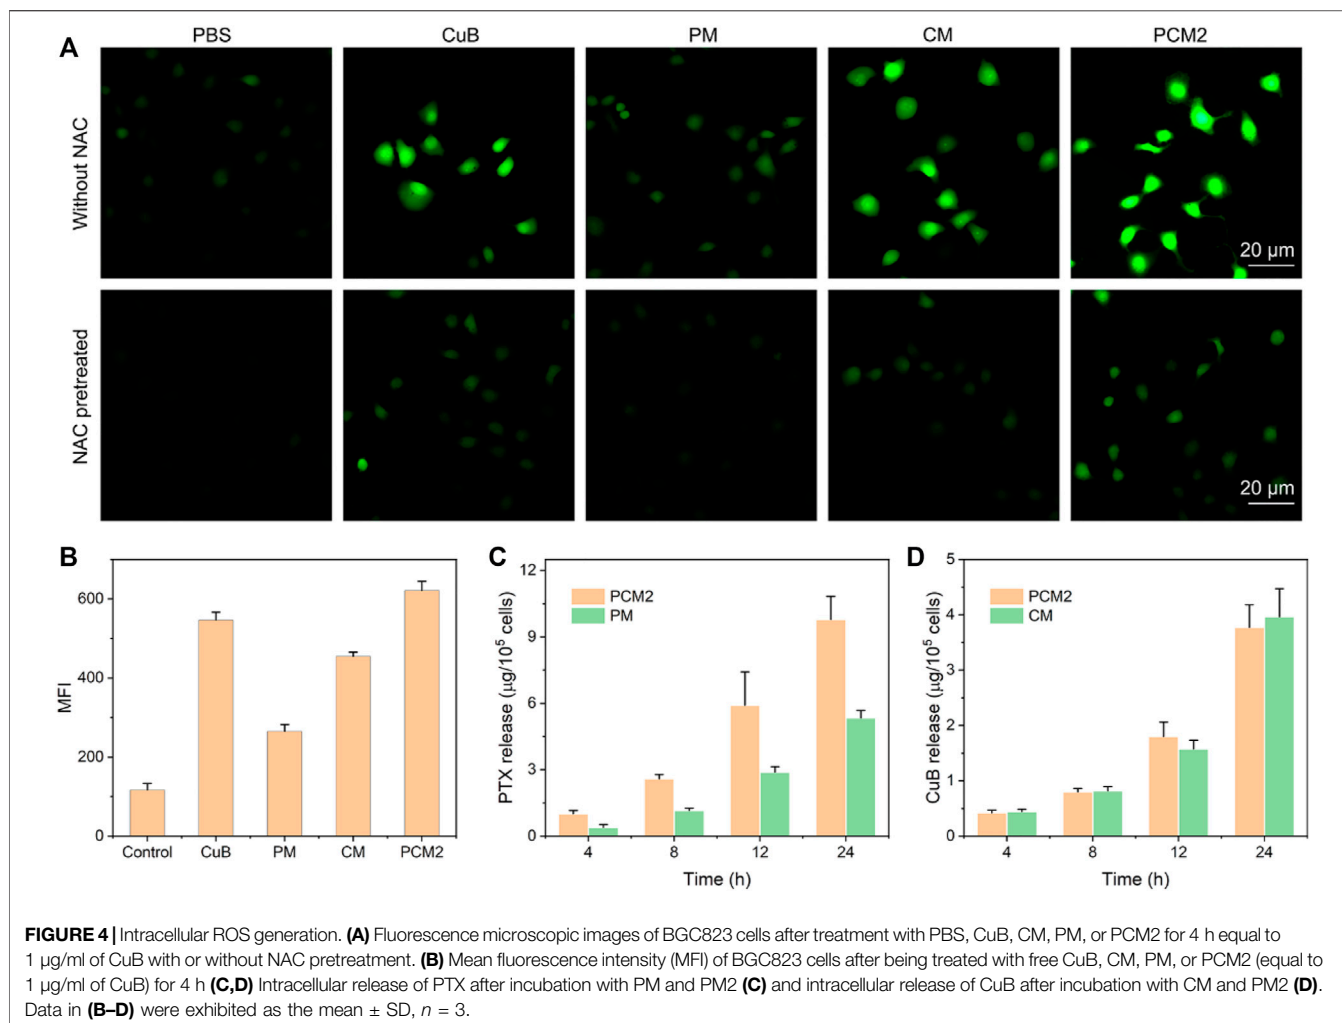 A
PBS CuB PM CM PCM2
Without NAC
20 µm
NAC pretreated
20 µm
B
600
400
200
0
MFI
Control CuB PM CM PCM2
C
12
9
6
3
0
PTX release (µg/10⁵ cells)
PCM2
PM
4 8 12 24
Time (h)
D
5
4
3
2
1
0
CuB release (µg/10⁵ cells)
PCM2
CM
4 8 12 24
Time (h)
FIGURE 4 | Intracellular ROS generation. (A) Fluorescence microscopic images of BGC823 cells after treatment with PBS, CuB, CM, PM, or PCM2 for 4 h equal to
1 µg/ml of CuB with or without NAC pretreatment. (B) Mean fluorescence intensity (MFI) of BGC823 cells after being treated with free CuB, CM, PM, or PCM2 (equal to
1 µg/ml of CuB) for 4 h (C,D) Intracellular release of PTX after incubation with PM and PM2 (C) and intracellular release of CuB after incubation with CM and PM2 (D).
Data in (B–D) were exhibited as the mean ± SD, n = 3.